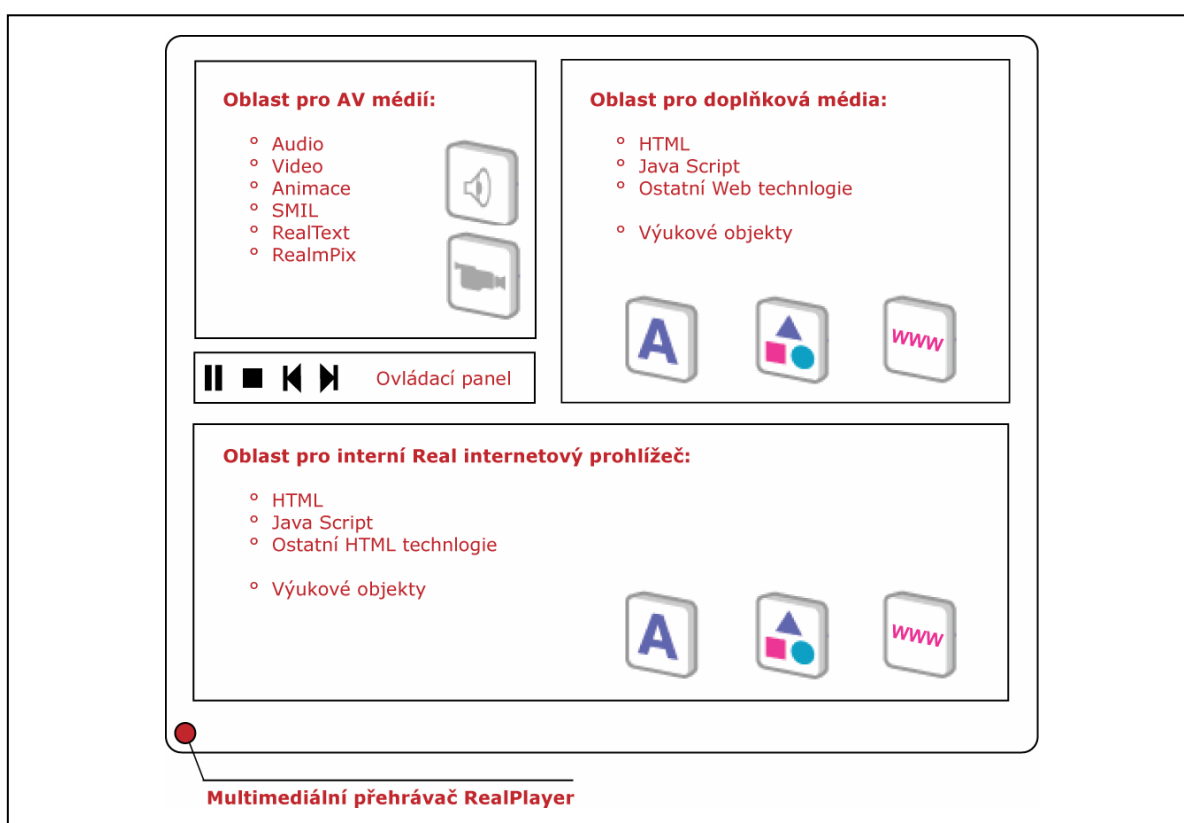 Oblast pro AV médií:
° Audio
° Video
° Animace
° SMIL
° RealText
° RealmPix
Ovládací panel
Oblast pro doplňková média:
° HTML
° Java Script
° Ostatní Web technlogie
° Výukové objekty
A
www
Oblast pro interní Real internetový prohlížeč:
° HTML
° Java Script
° Ostatní HTML technlogie
° Výukové objekty
A
www
Multimediální přehrávač RealPlayer